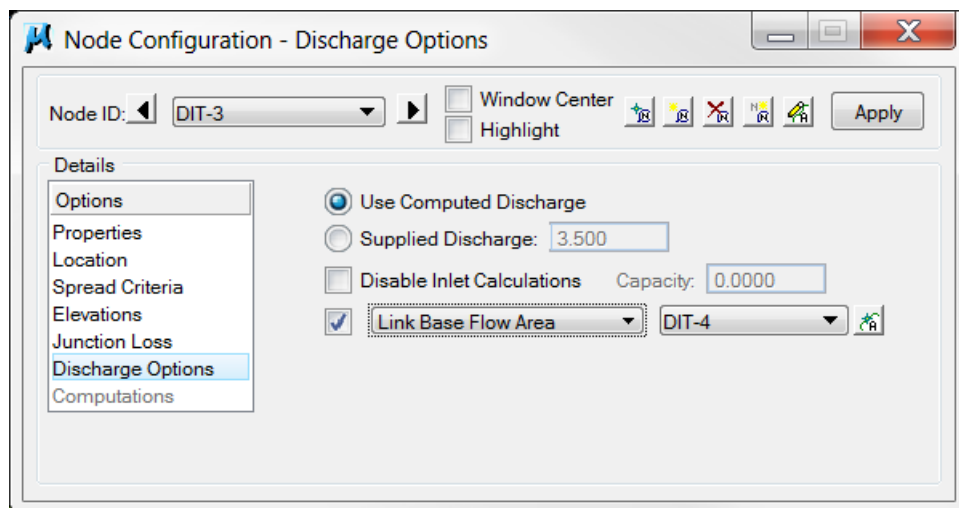 Node Configuration - Discharge Options
Node ID: DIT-3 Window Center Apply
Highlight
Details
Options
Properties
Location
Spread Criteria
Elevations
Junction Loss
Discharge Options
Computations
Use Computed Discharge
Supplied Discharge: 3.500
Disable Inlet Calculations Capacity: 0.0000
Link Base Flow Area DIT-4